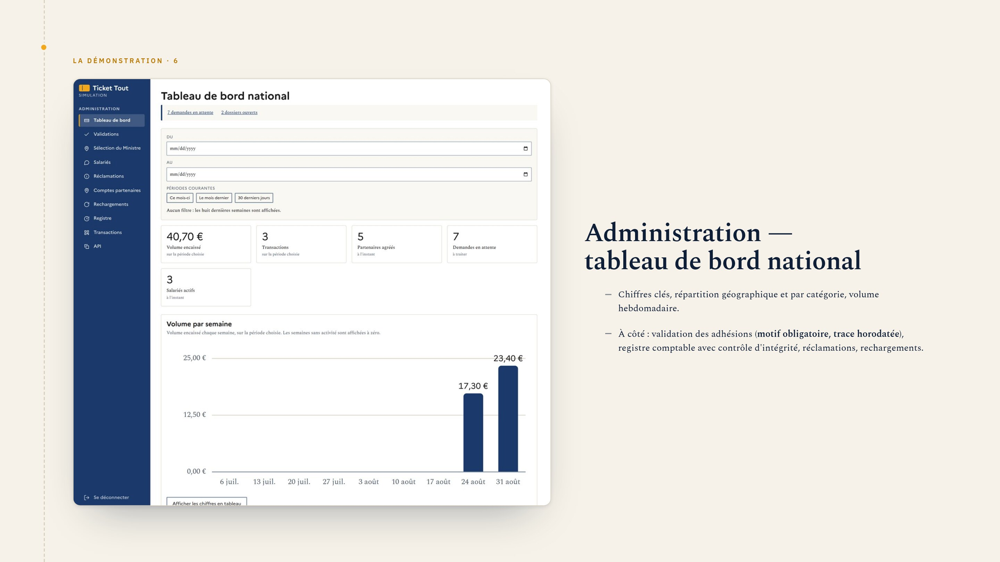 LA DÉMONSTRATION · 6
Ticket Tout
SIMULATION
ADMINISTRATION
Tableau de bord
Validations
Sélection du Ministre
Salariés
Réclamations
Comptes partenaires
Rechargements
Registre
Transactions
API
Se déconnecter
Tableau de bord national
7 demandes en attente 2 dossiers ouverts
DU
mm/dd/yyyy
AU
mm/dd/yyyy
PÉRIODES COURANTES
Ce mois-ci Le mois dernier 30 derniers jours
Aucun filtre : les huit dernières semaines sont affichées.
40,70 €
Volume encaissé
sur la période choisie
3
Transactions
sur la période choisie
5
Partenaires agréés
à l'instant
7
Demandes en attente
à traiter
3
Salariés actifs
à l'instant
Volume par semaine
Volume encaissé chaque semaine, sur la période choisie. Les semaines sans activité sont affichées à zéro.
25,00 €
23,40 €
17,30 €
12,50 €
0,00 €
6 juil. 13 juil. 20 juil. 27 juil. 3 août 10 août 17 août 24 août 31 août
Afficher les chiffres en tableau
Administration —
tableau de bord national
– Chiffres clés, répartition géographique et par catégorie, volume
hebdomadaire.
– À côté : validation des adhésions (motif obligatoire, trace horodatée),
registre comptable avec contrôle d'intégrité, réclamations, rechargements.